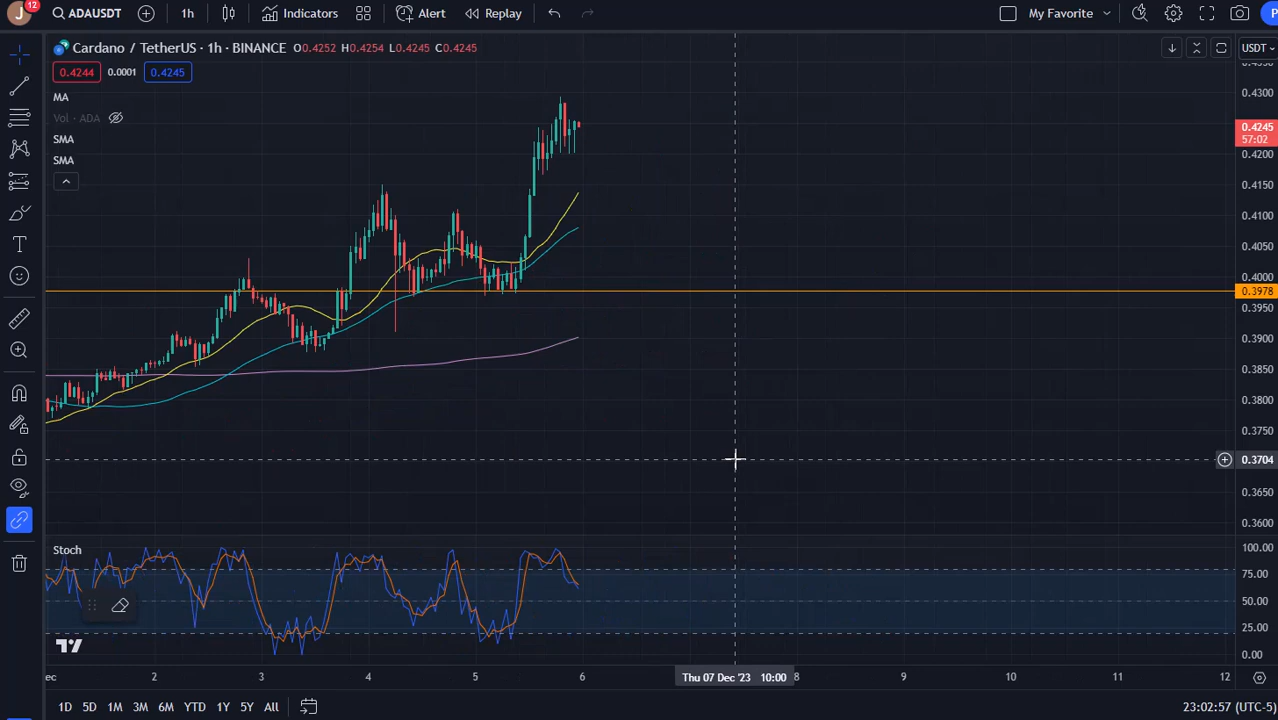 J 12 ADAUSDT 1h Indicators Alert Replay My Favorite P
Cardano / TetherUS · 1h · BINANCE O0.4252 H0.4254 L0.4245 C0.4245 USDT
0.4244 0.0001 0.4245
MA
Vol · ADA
SMA
SMA
0.4300
0.4245
57:02
0.4200
0.4150
0.4100
0.4050
0.4000
0.3978
0.3950
0.3900
0.3850
0.3800
0.3750
0.3704
0.3650
0.3600
Stoch 100.00
75.00
50.00
25.00
0.00
ec 2 3 4 5 6 Thu 07 Dec '23 10:00 8 9 10 11 12
1D 5D 1M 3M 6M YTD 1Y 5Y All 23:02:57 (UTC-5)